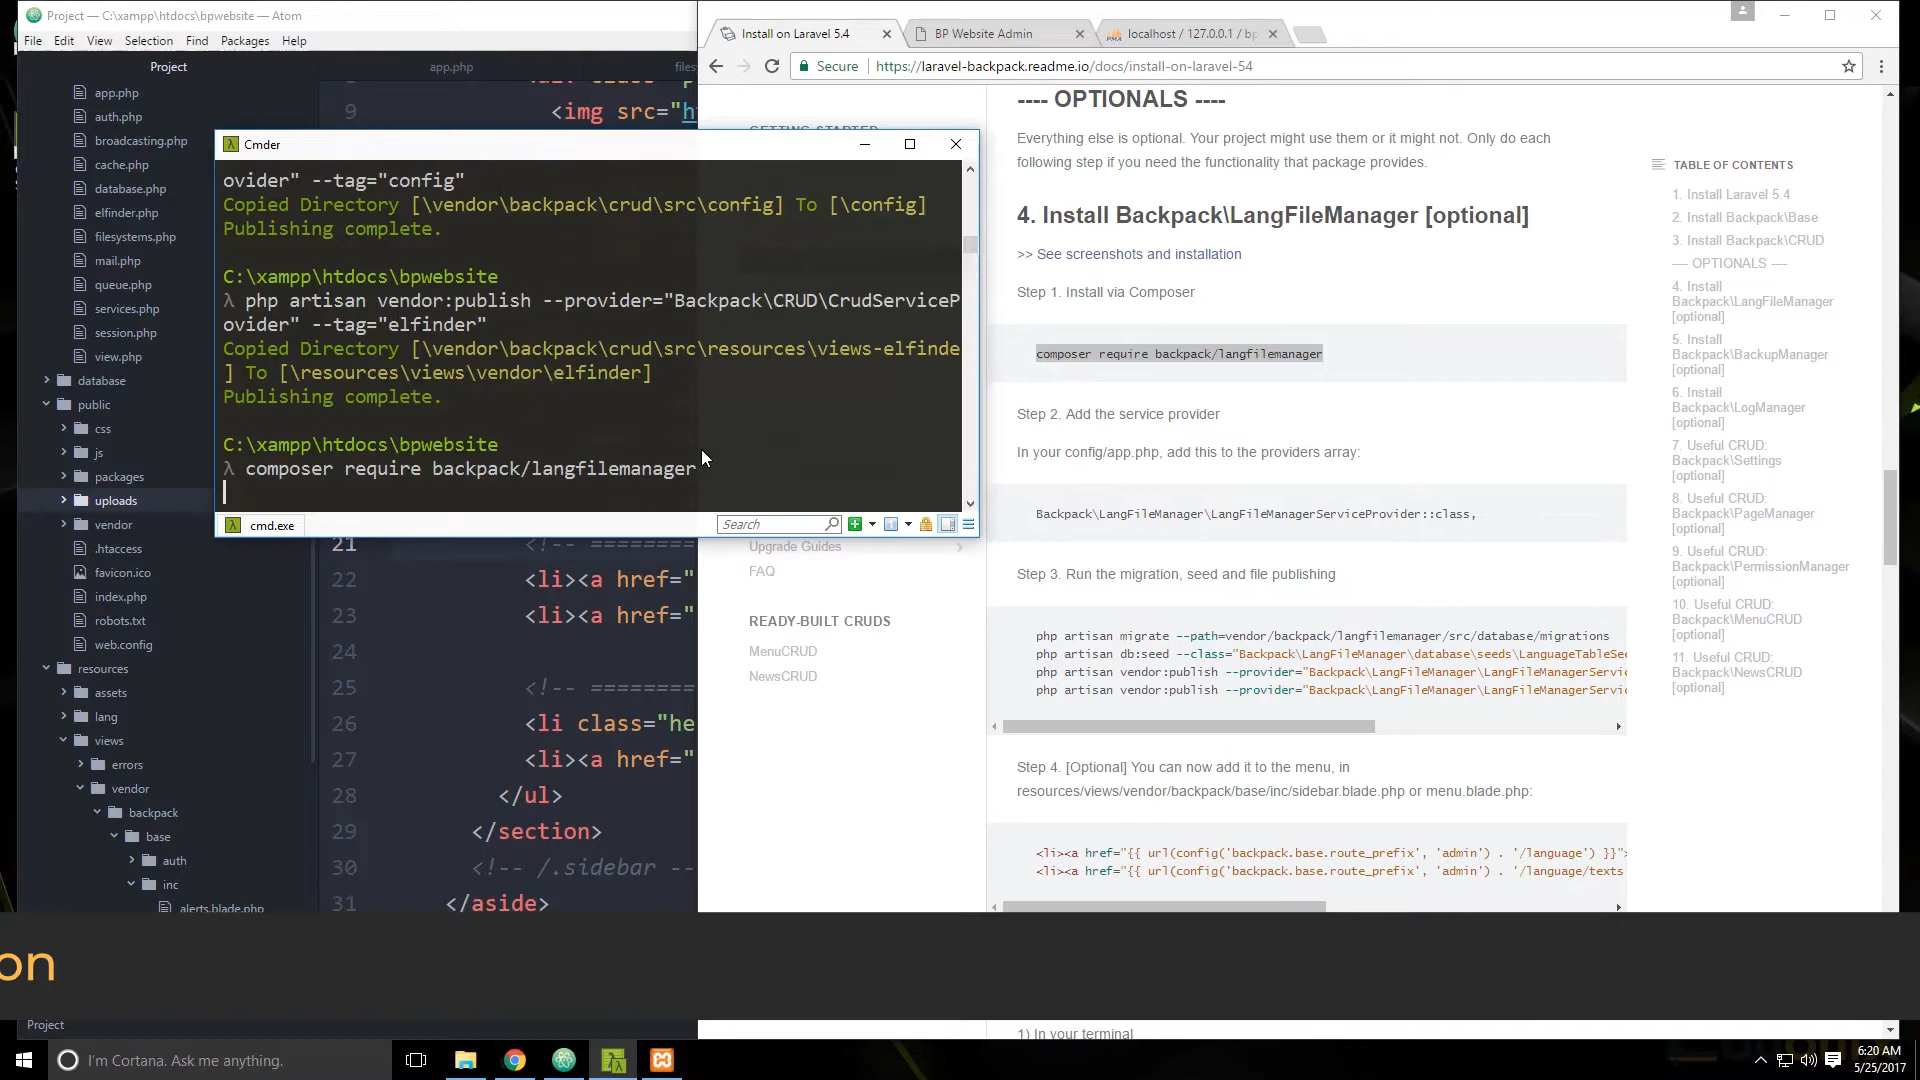 Project — C:\xampp\htdocs\bpwebsite — Atom
File Edit View Selection Find Packages Help
Project
app.php
files
app.php
auth.php
broadcasting.php
cache.php
database.php
elfinder.php
filesystems.php
mail.php
queue.php
services.php
session.php
view.php
database
public
css
js
packages
uploads
vendor
.htaccess
favicon.ico
index.php
robots.txt
web.config
resources
assets
lang
views
errors
vendor
backpack
base
auth
inc
alerts.blade.php
9 <img src="h
21 <!-- =========
22 <li><a href="
23 <li><a href="
24
25 <!-- =========
26 <li class="he
27 <li><a href="
28 </ul>
29 </section>
30 <!-- /.sidebar --
31 </aside>
Project
Cmder
ovider" --tag="config"
Copied Directory [\vendor\backpack\crud\src\config] To [\config]
Publishing complete.
C:\xampp\htdocs\bpwebsite
λ php artisan vendor:publish --provider="Backpack\CRUD\CrudServiceP
ovider" --tag="elfinder"
Copied Directory [\vendor\backpack\crud\src\resources\views-elfinde
] To [\resources\views\vendor\elfinder]
Publishing complete.
C:\xampp\htdocs\bpwebsite
λ composer require backpack/langfilemanager
cmd.exe
Search
Install on Laravel 5.4
BP Website Admin
localhost / 127.0.0.1 / bp
Secure https://laravel-backpack.readme.io/docs/install-on-laravel-54
GETTING STARTED
Upgrade Guides
FAQ
READY-BUILT CRUDS
MenuCRUD
NewsCRUD
---- OPTIONALS ----
Everything else is optional. Your project might use them or it might not. Only do each
following step if you need the functionality that package provides.
4. Install Backpack\LangFileManager [optional]
>> See screenshots and installation
Step 1. Install via Composer
composer require backpack/langfilemanager
Step 2. Add the service provider
In your config/app.php, add this to the providers array:
Backpack\LangFileManager\LangFileManagerServiceProvider::class,
Step 3. Run the migration, seed and file publishing
php artisan migrate --path=vendor/backpack/langfilemanager/src/database/migrations
php artisan db:seed --class="Backpack\LangFileManager\database\seeds\LanguageTableSee
php artisan vendor:publish --provider="Backpack\LangFileManager\LangFileManagerServic
php artisan vendor:publish --provider="Backpack\LangFileManager\LangFileManagerServic
Step 4. [Optional] You can now add it to the menu, in
resources/views/vendor/backpack/base/inc/sidebar.blade.php or menu.blade.php:
<li><a href="{{ url(config('backpack.base.route_prefix', 'admin') . '/language') }}">
<li><a href="{{ url(config('backpack.base.route_prefix', 'admin') . '/language/texts
1) In your terminal
TABLE OF CONTENTS
1. Install Laravel 5.4
2. Install Backpack\Base
3. Install Backpack\CRUD
---- OPTIONALS ----
4. Install
Backpack\LangFileManager
[optional]
5. Install
Backpack\BackupManager
[optional]
6. Install
Backpack\LogManager
[optional]
7. Useful CRUD:
Backpack\Settings
[optional]
8. Useful CRUD:
Backpack\PageManager
[optional]
9. Useful CRUD:
Backpack\PermissionManager
[optional]
10. Useful CRUD:
Backpack\MenuCRUD
[optional]
11. Useful CRUD:
Backpack\NewsCRUD
[optional]
on
I'm Cortana. Ask me anything.
6:20 AM
5/25/2017